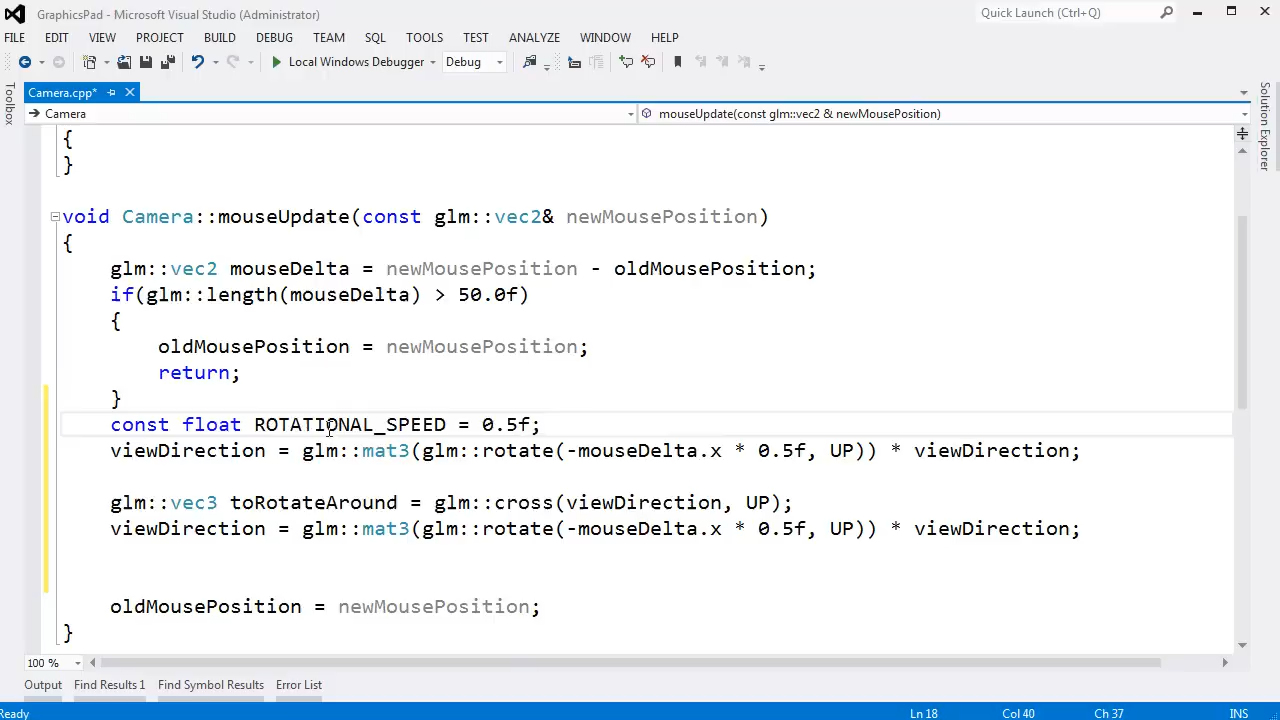 GraphicsPad - Microsoft Visual Studio (Administrator)
Quick Launch (Ctrl+Q)
FILE EDIT VIEW PROJECT BUILD DEBUG TEAM SQL TOOLS TEST ANALYZE WINDOW HELP
Local Windows Debugger Debug
Toolbox
Camera.cpp*
Solution Explorer
Camera mouseUpdate(const glm::vec2 & newMousePosition)
{
}
void Camera::mouseUpdate(const glm::vec2& newMousePosition)
{
glm::vec2 mouseDelta = newMousePosition - oldMousePosition;
if(glm::length(mouseDelta) > 50.0f)
{
oldMousePosition = newMousePosition;
return;
}
const float ROTATIONAL_SPEED = 0.5f;
viewDirection = glm::mat3(glm::rotate(-mouseDelta.x * 0.5f, UP)) * viewDirection;
glm::vec3 toRotateAround = glm::cross(viewDirection, UP);
viewDirection = glm::mat3(glm::rotate(-mouseDelta.x * 0.5f, UP)) * viewDirection;
oldMousePosition = newMousePosition;
}
100 %
Output Find Results 1 Find Symbol Results Error List
Ready Ln 18 Col 40 Ch 37 INS